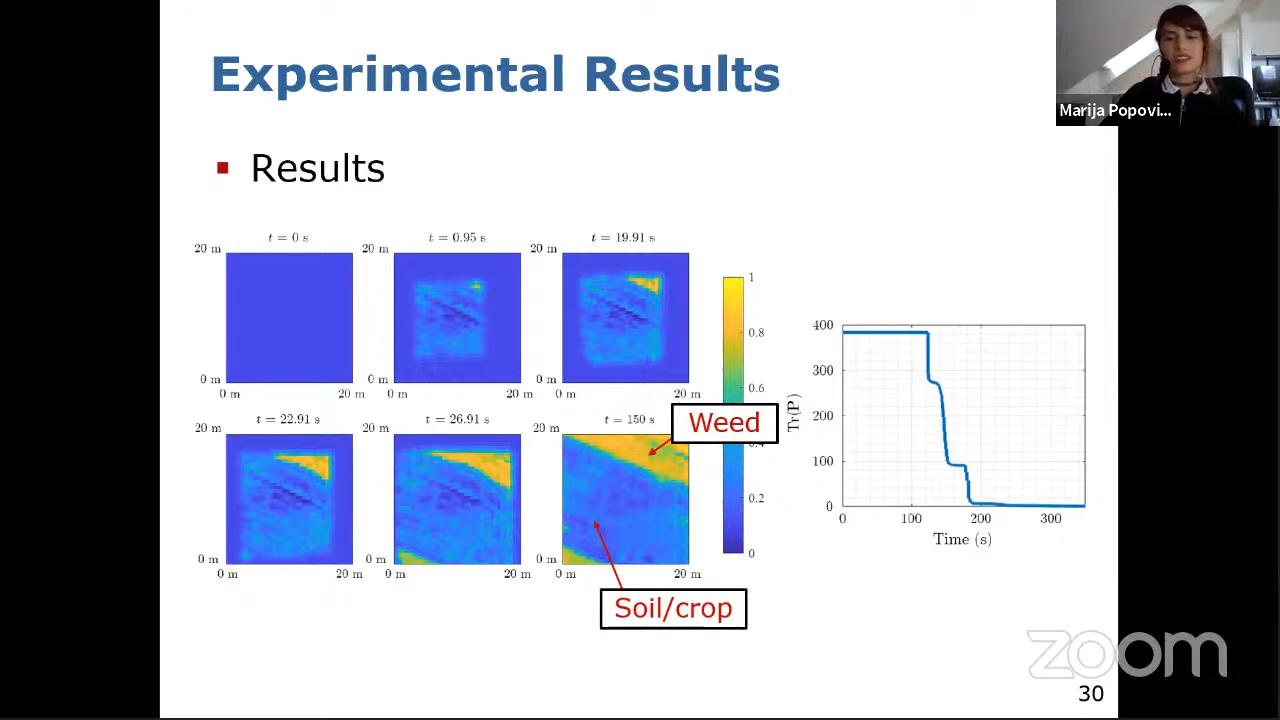 Experimental Results
Marija Popovi...
Results
t = 0 s
t = 0.95 s
t = 19.91 s
20 m
20 m
20 m
0 m
0 m
0 m
0 m
20 m
0 m
20 m
0 m
20 m
t = 22.91 s
t = 26.91 s
t = 150 s
20 m
20 m
20 m
0 m
0 m
0 m
0 m
20 m
0 m
20 m
0 m
20 m
1
0.8
0.6
0.4
0.2
0
Weed
Soil/crop
400
300
200
100
0
Tr(P)
0
100
200
300
Time (s)
zoom
30